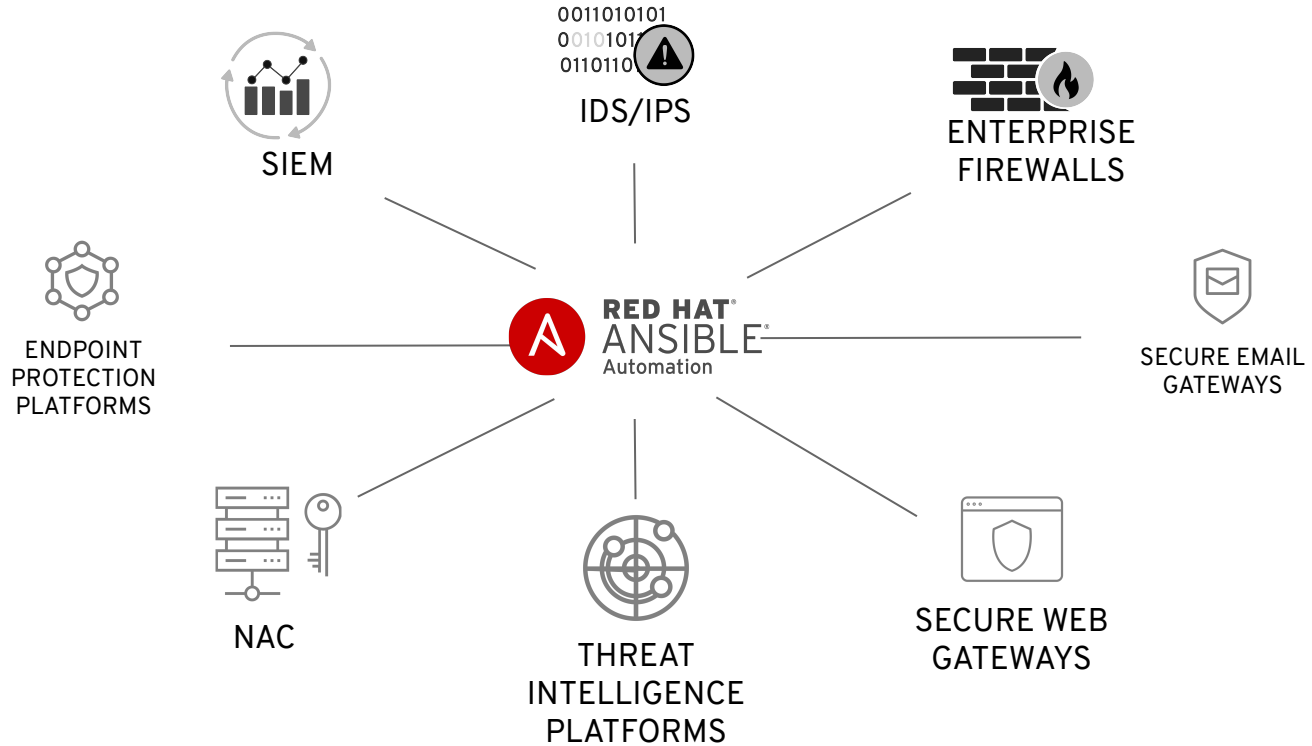 0011010101
00101011
0110110
IDS/IPS
SIEM
ENTERPRISE
FIREWALLS
ENDPOINT
PROTECTION
PLATFORMS
RED HAT®
ANSIBLE®
Automation
SECURE EMAIL
GATEWAYS
NAC
THREAT
INTELLIGENCE
PLATFORMS
SECURE WEB
GATEWAYS